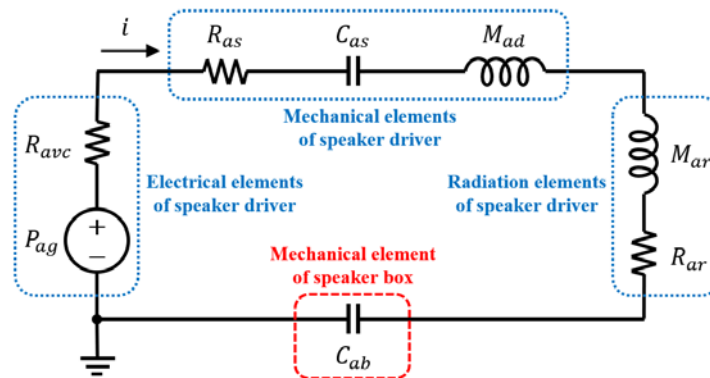 i
R_as
C_as
M_ad
Mechanical elements
of speaker driver
R_avc
Electrical elements
of speaker driver
Radiation elements
of speaker driver
M_ar
P_ag
+
−
Mechanical element
of speaker box
R_ar
C_ab